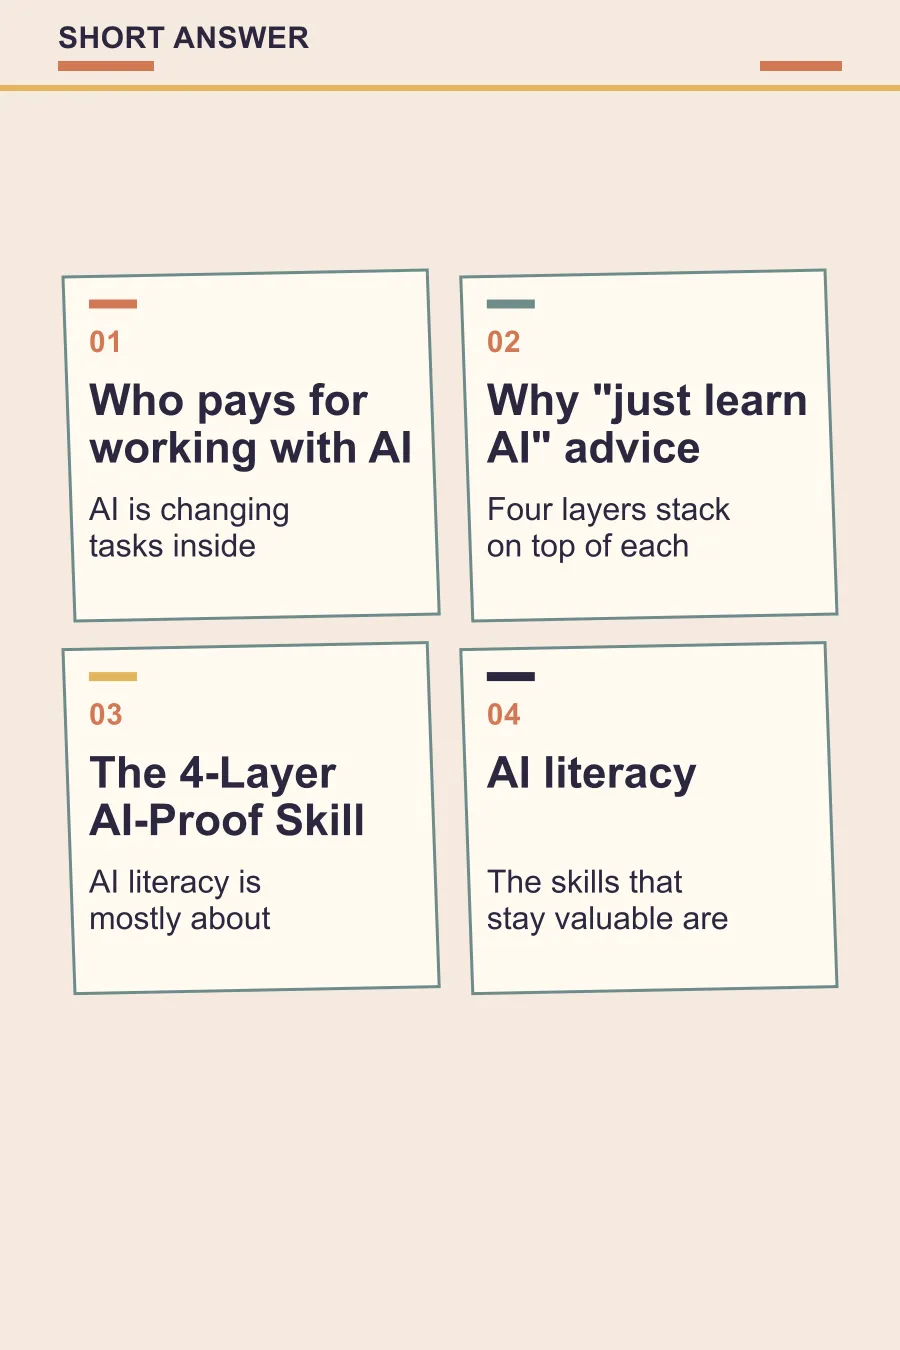 SHORT ANSWER
01
Who pays for
working with AI
AI is changing
tasks inside
02
Why "just learn
AI" advice
Four layers stack
on top of each
03
The 4-Layer
AI-Proof Skill
AI literacy is
mostly about
04
AI literacy
The skills that
stay valuable are